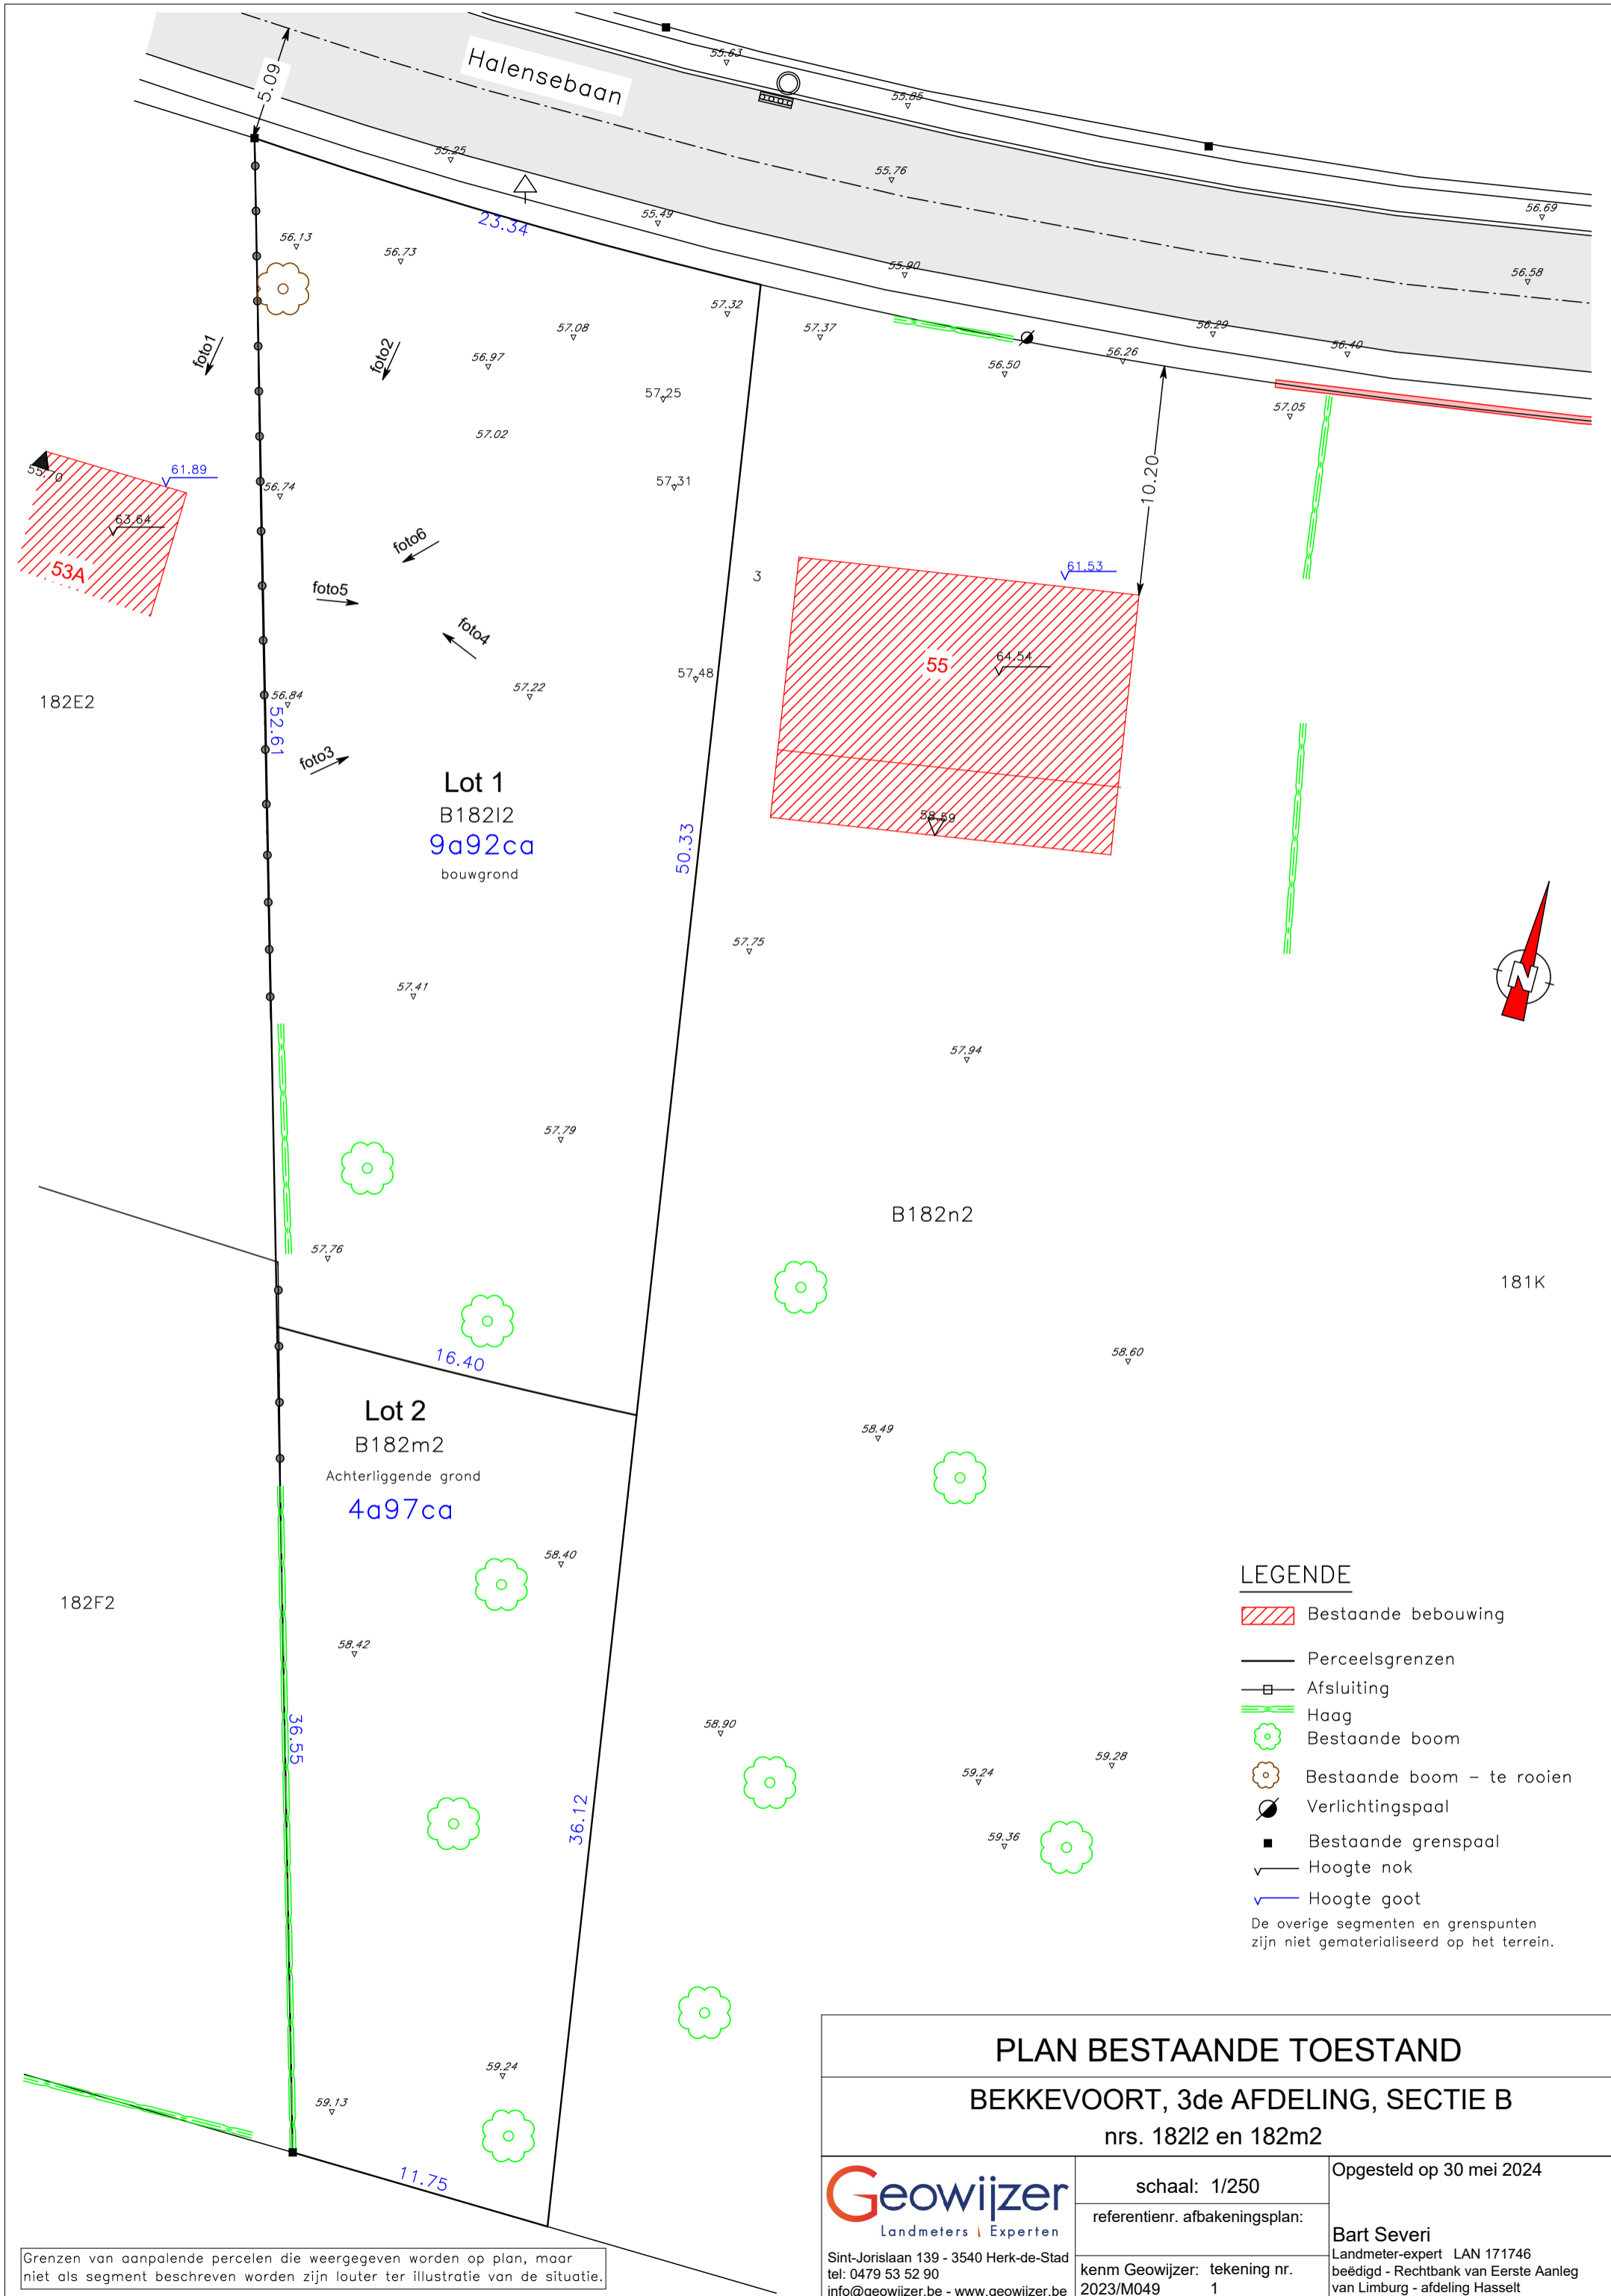 Halensebaan
5.09
55.63
55.85
55.25
55.76
56.69
55.49
23.34
56.13
56.73
55.90
56.58
57.32
57.08
57.37
56.29
foto1
foto2
56.97
56.50
56.26
56.40
57.25
57.05
57.02
55.70
61.89
56.74
57.31
10.20
63.64
53A
foto6
3
61.53
foto5
foto4
55
64.54
57.48
182E2
56.84
57.22
52.61
foto3
Lot 1
B182l2
9a92ca
bouwgrond
58.59
50.33
57.75
57.41
N
57.94
57.79
B182n2
57.76
181K
16.40
58.60
Lot 2
B182m2
Achterliggende grond
4a97ca
58.49
58.40
182F2
58.42
36.55
58.90
59.24
59.28
36.12
59.36
LEGENDE
Bestaande bebouwing
Perceelsgrenzen
Afsluiting
Haag
Bestaande boom
Bestaande boom - te rooien
Verlichtingspaal
Bestaande grenspaal
Hoogte nok
Hoogte goot
De overige segmenten en grenspunten
zijn niet gematerialiseerd op het terrein.
59.24
59.13
11.75
Grenzen van aanpalende percelen die weergegeven worden op plan, maar
niet als segment beschreven worden zijn louter ter illustratie van de situatie.
PLAN BESTAANDE TOESTAND
BEKKEVOORT, 3de AFDELING, SECTIE B
nrs. 182l2 en 182m2
Geowijzer
Landmeters | Experten
Sint-Jorislaan 139 - 3540 Herk-de-Stad
tel: 0479 53 52 90
info@geowijzer.be - www.geowijzer.be
schaal: 1/250
referentienr. afbakeningsplan:
kenm Geowijzer: tekening nr.
2023/M049 1
Opgesteld op 30 mei 2024
Bart Severi
Landmeter-expert LAN 171746
beëdigd - Rechtbank van Eerste Aanleg
van Limburg - afdeling Hasselt